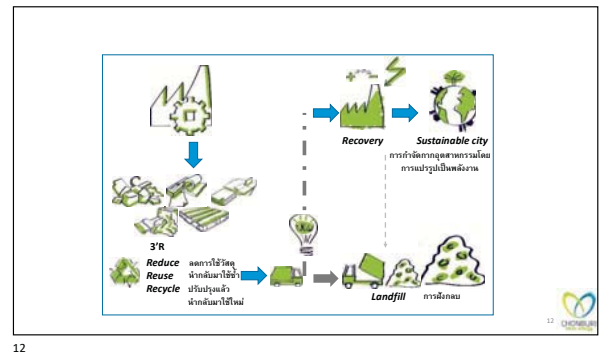 Recovery
Sustainable city
การกำจัดกากอุตสาหกรรมโดย
การแปรรูปเป็นพลังงาน
3'R
Reduce ลดการใช้วัสดุ
Reuse นำกลับมาใช้ซ้ำ
Recycle ปรับปรุงแล้ว
นำกลับมาใช้ใหม่
Landfill การฝังกลบ
12
CHONBURI
12